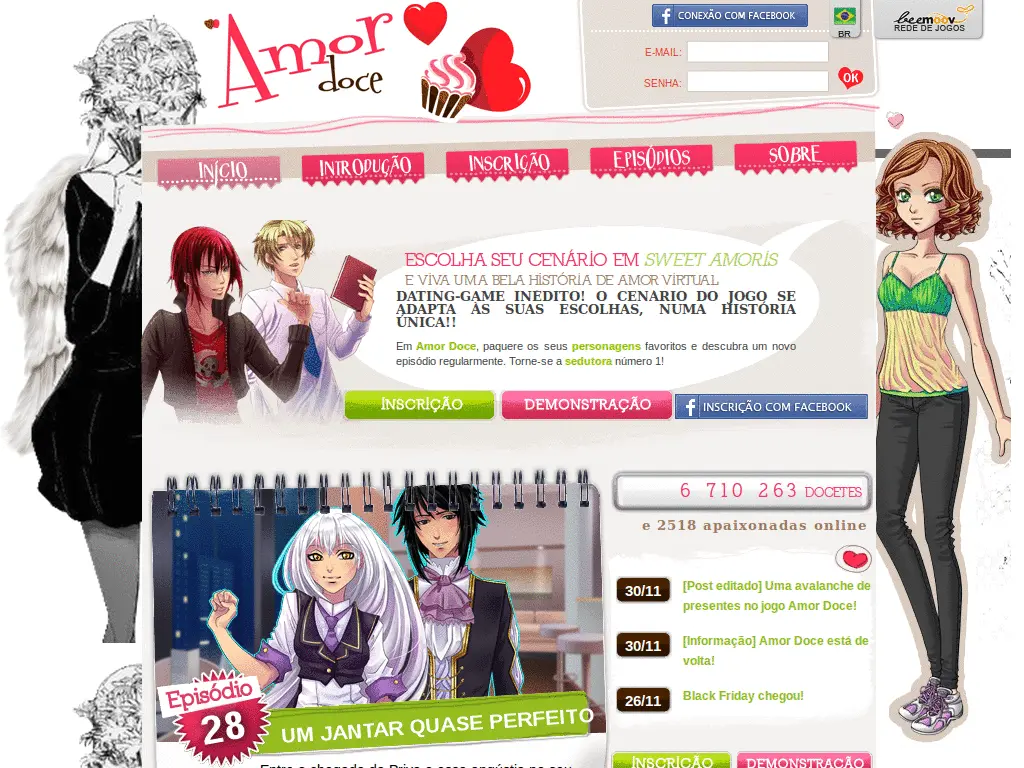 Amor
doce
CONEXÃO COM FACEBOOK
BR
beemoov
REDE DE JOGOS
E-MAIL:
SENHA:
OK
INÍCIO
INTRODUÇÃO
INSCRIÇÃO
EPISÓDIOS
SOBRE
ESCOLHA SEU CENÁRIO EM SWEET AMORIS
E VIVA UMA BELA HISTÓRIA DE AMOR VIRTUAL
DATING-GAME INEDITO! O CENARIO DO JOGO SE
ADAPTA ÀS SUAS ESCOLHAS, NUMA HISTÓRIA
ÚNICA!!
Em Amor Doce, paquere os seus personagens favoritos e descubra um novo
episódio regularmente. Torne-se a sedutora número 1!
INSCRIÇÃO
DEMONSTRAÇÃO
INSCRIÇÃO COM FACEBOOK
6 710 263 DOCETES
e 2518 apaixonadas online
30/11
[Post editado] Uma avalanche de
presentes no jogo Amor Doce!
30/11
[Informação] Amor Doce está de
volta!
26/11
Black Friday chegou!
Episódio
28
UM JANTAR QUASE PERFEITO
INSCRIÇÃO
DEMONSTRAÇÃO